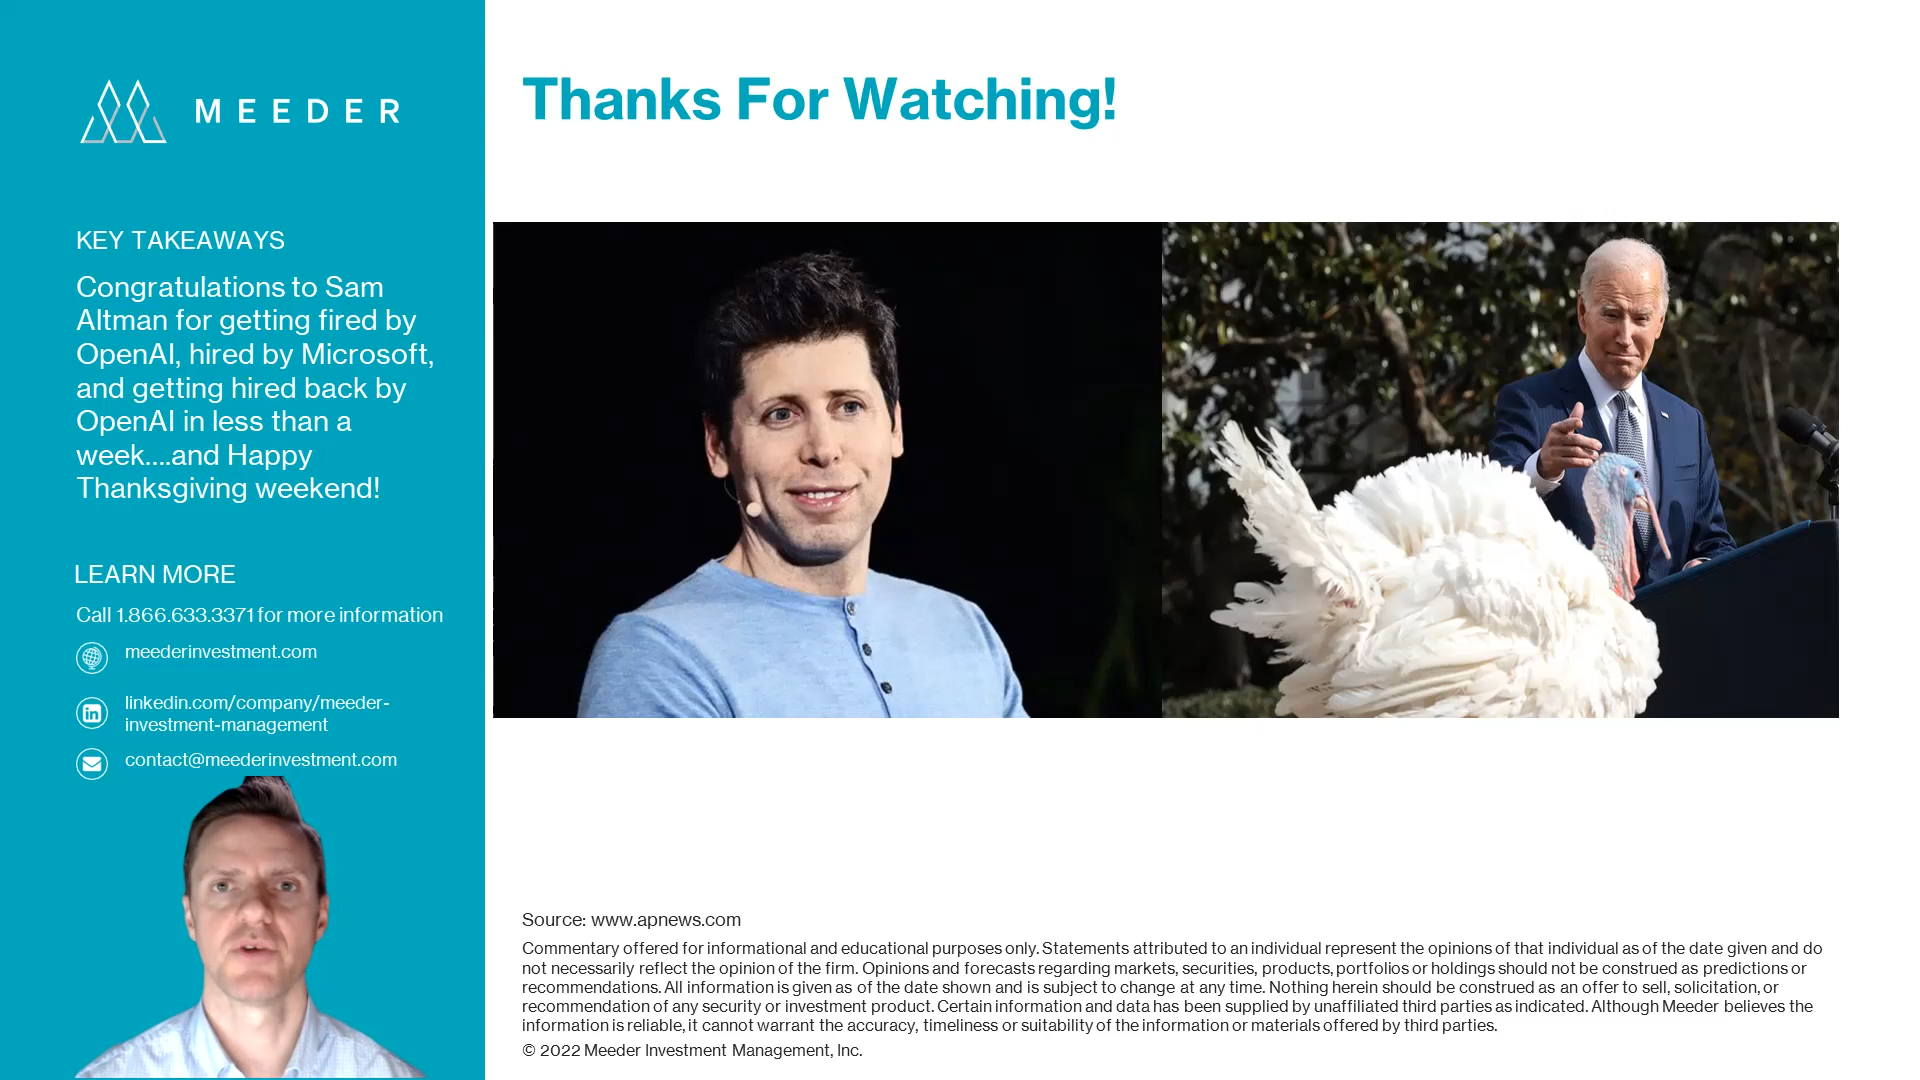 MEEDER
Thanks For Watching!
KEY TAKEAWAYS
Congratulations to Sam
Altman for getting fired by
OpenAI, hired by Microsoft,
and getting hired back by
OpenAI in less than a
week....and Happy
Thanksgiving weekend!
LEARN MORE
Call 1.866.633.3371 for more information
meederinvestment.com
in
linkedin.com/company/meeder-
investment-management
contact@meederinvestment.com
Source: www.apnews.com
Commentary offered for informational and educational purposes only. Statements attributed to an individual represent the opinions of that individual as of the date given and do
not necessarily reflect the opinion of the firm. Opinions and forecasts regarding markets, securities, products, portfolios or holdings should not be construed as predictions or
recommendations. All information is given as of the date shown and is subject to change at any time. Nothing herein should be construed as an offer to sell, solicitation, or
recommendation of any security or investment product. Certain information and data has been supplied by unaffiliated third parties as indicated. Although Meeder believes the
information is reliable, it cannot warrant the accuracy, timeliness or suitability of the information or materials offered by third parties.
© 2022 Meeder Investment Management, Inc.